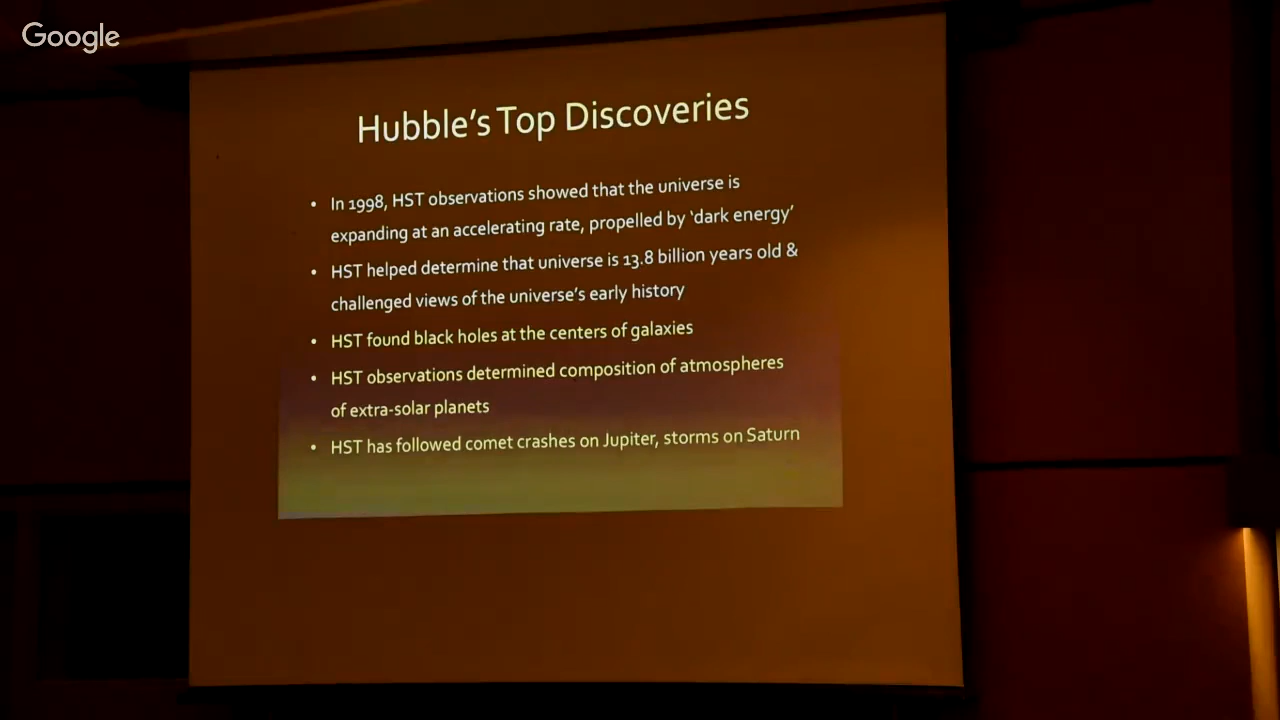 Google
Hubble's Top Discoveries
• In 1998, HST observations showed that the universe is
expanding at an accelerating rate, propelled by 'dark energy'
• HST helped determine that universe is 13.8 billion years old &
challenged views of the universe's early history
• HST found black holes at the centers of galaxies
• HST observations determined composition of atmospheres
of extra-solar planets
• HST has followed comet crashes on Jupiter, storms on Saturn